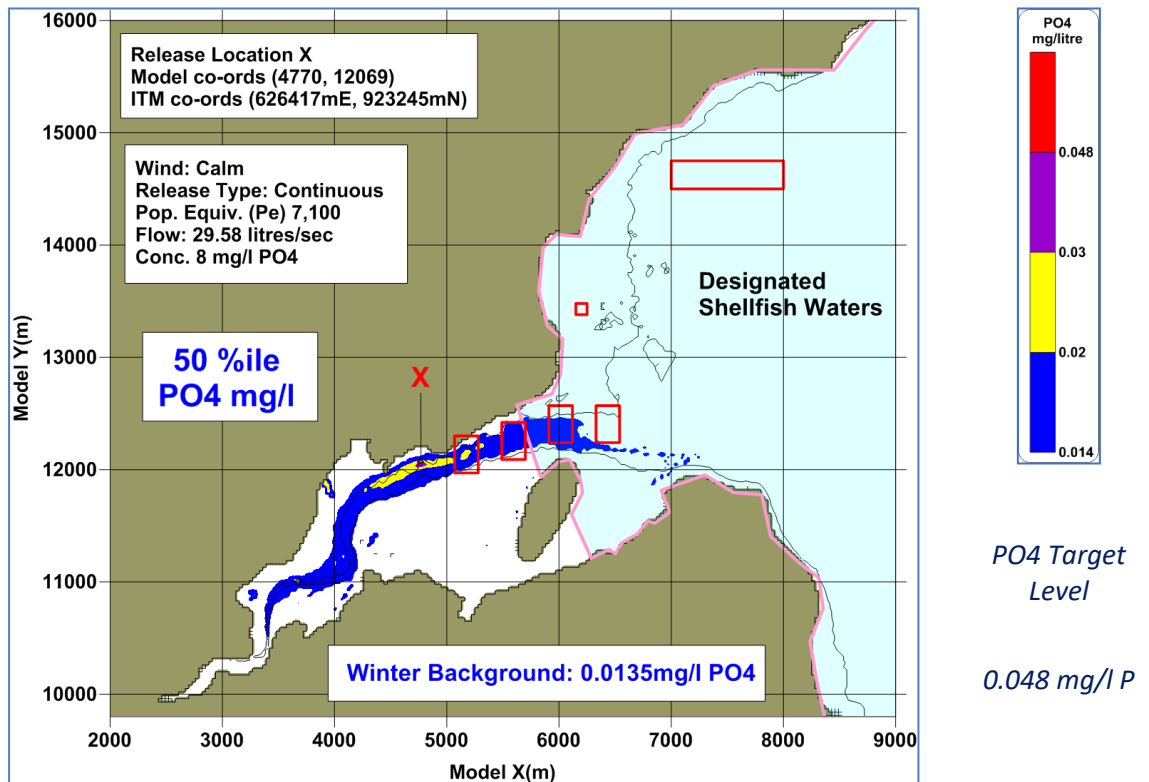 Release Location X
Model co-ords (4770, 12069)
ITM co-ords (626417mE, 923245mN)
Wind: Calm
Release Type: Continuous
Pop. Equiv. (Pe) 7,100
Flow: 29.58 litres/sec
Conc. 8 mg/l PO4
50 %ile
PO4 mg/l
X
Designated
Shellfish Waters
Winter Background: 0.0135mg/l PO4
Model Y(m)
16000
15000
14000
13000
12000
11000
10000
2000
3000
4000
5000
6000
7000
8000
9000
Model X(m)
PO4
mg/litre
0.048
0.03
0.02
0.014
PO4 Target
Level
0.048 mg/l P